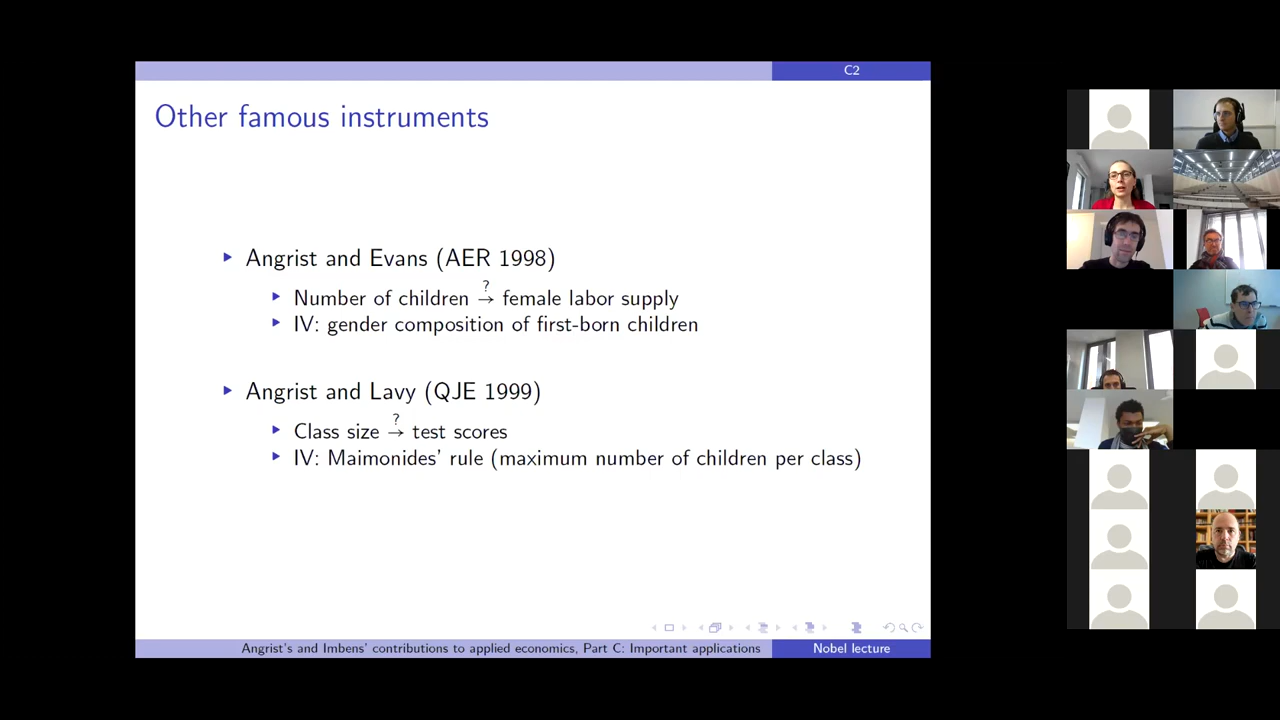 C2
Other famous instruments
Angrist and Evans (AER 1998)
Number of children ?→ female labor supply
IV: gender composition of first-born children
Angrist and Lavy (QJE 1999)
Class size ?→ test scores
IV: Maimonides' rule (maximum number of children per class)
Angrist's and Imbens' contributions to applied economics, Part C: Important applications
Nobel lecture